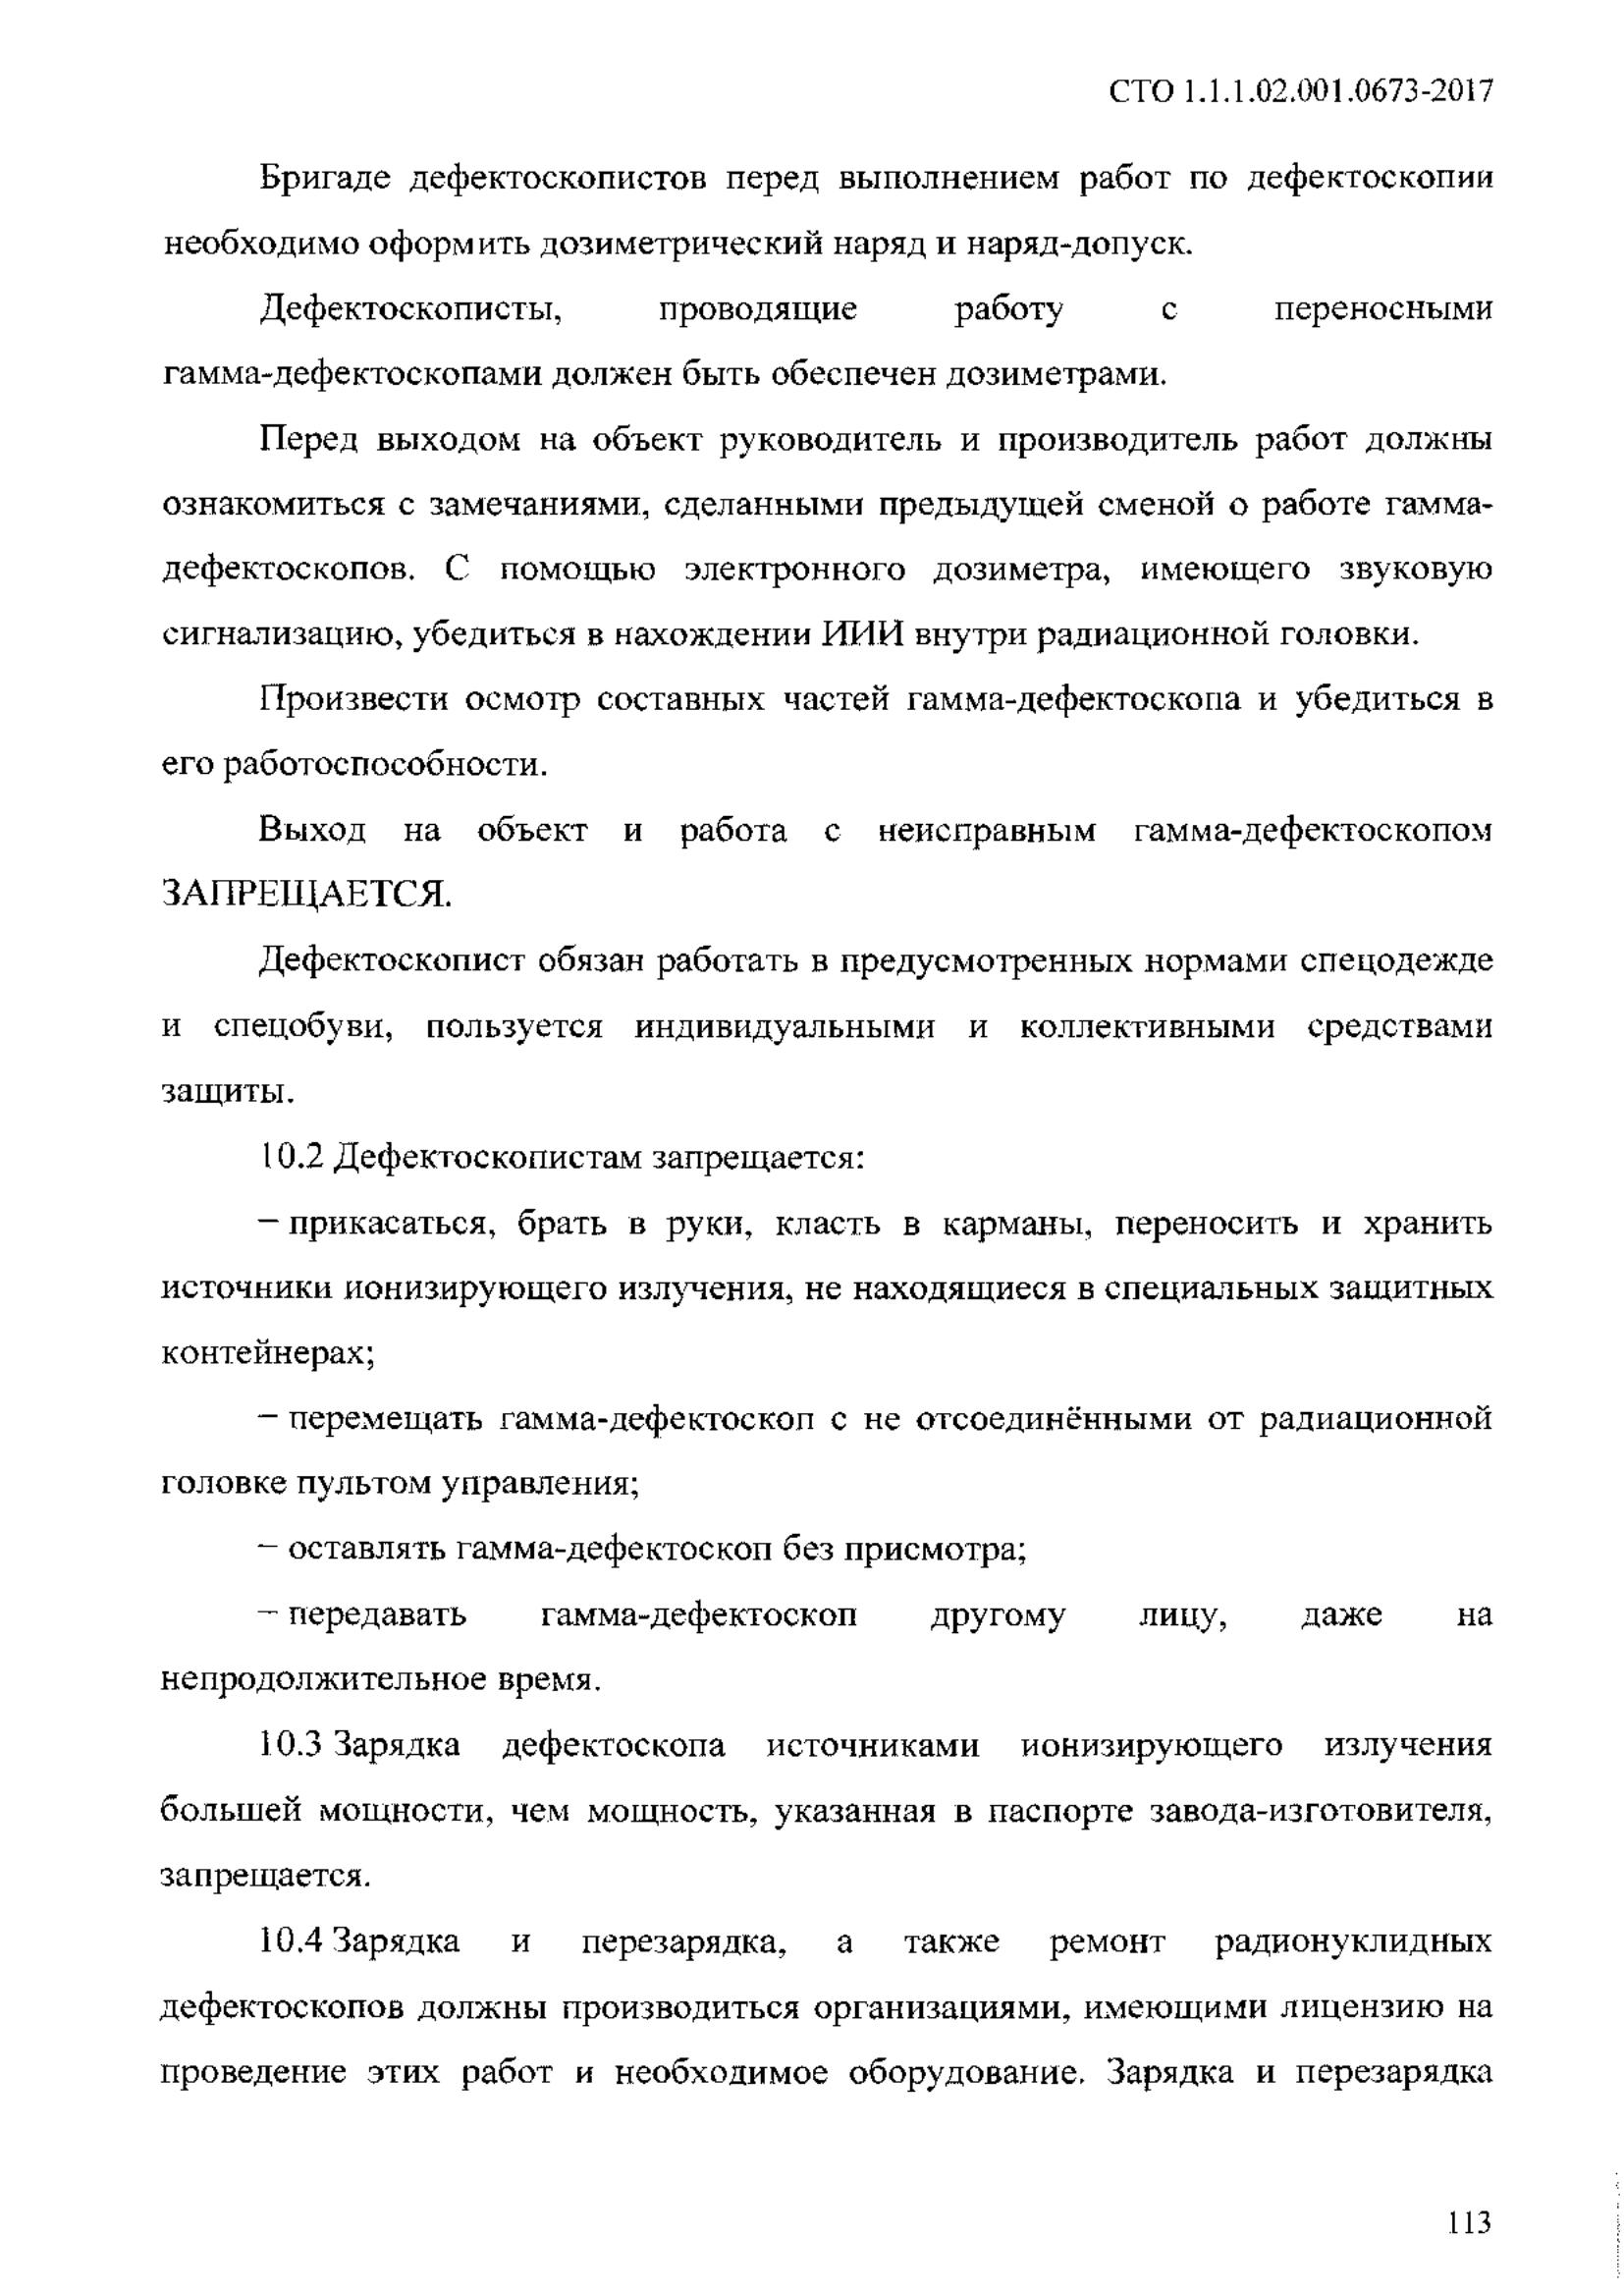 СТО 1.1.1.02.001.0673-2017
Бригаде дефектоскопистов перед выполнением работ по дефектоскопии
необходимо оформить дозиметрический наряд и наряд-допуск.
Дефектоскописты, проводящие работу с переносными
гамма-дефектоскопами должен быть обеспечен дозиметрами.
Перед выходом на объект руководитель и производитель работ должны
ознакомиться с замечаниями, сделанными предыдущей сменой о работе гамма-
дефектоскопов. С помощью электронного дозиметра, имеющего звуковую
сигнализацию, убедиться в нахождении ИИИ внутри радиационной головки.
Произвести осмотр составных частей гамма-дефектоскопа и убедиться в
его работоспособности.
Выход на объект и работа с неисправным гамма-дефектоскопом
ЗАПРЕЩАЕТСЯ.
Дефектоскопист обязан работать в предусмотренных нормами спецодежде
и спецобуви, пользуется индивидуальными и коллективными средствами
защиты.
10.2 Дефектоскопистам запрещается:
– прикасаться, брать в руки, класть в карманы, переносить и хранить
источники ионизирующего излучения, не находящиеся в специальных защитных
контейнерах;
– перемещать гамма-дефектоскоп с не отсоединёнными от радиационной
головке пультом управления;
– оставлять гамма-дефектоскоп без присмотра;
– передавать гамма-дефектоскоп другому лицу, даже на
непродолжительное время.
10.3 Зарядка дефектоскопа источниками ионизирующего излучения
большей мощности, чем мощность, указанная в паспорте завода-изготовителя,
запрещается.
10.4 Зарядка и перезарядка, а также ремонт радионуклидных
дефектоскопов должны производиться организациями, имеющими лицензию на
проведение этих работ и необходимое оборудование. Зарядка и перезарядка
113